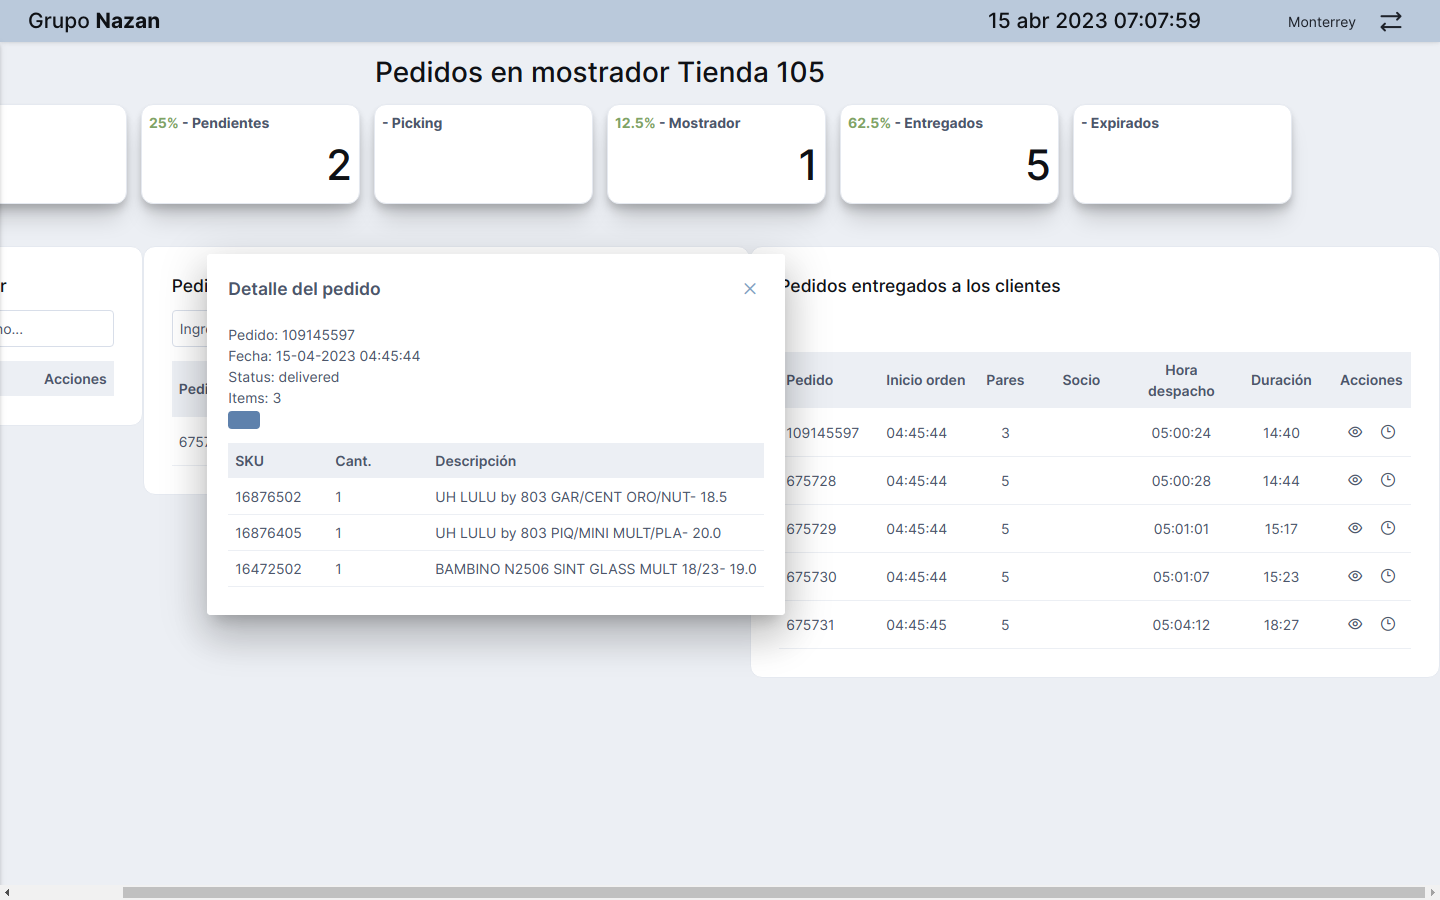 Grupo Nazan
15 abr 2023 07:07:59
Monterrey
Pedidos en mostrador Tienda 105
25% - Pendientes
2
- Picking
12.5% - Mostrador
1
62.5% - Entregados
5
- Expirados
r
no...
Acciones
Pedi
Ingre
Pedi
6757
Detalle del pedido
Pedido: 109145597
Fecha: 15-04-2023 04:45:44
Status: delivered
Items: 3
SKU Cant. Descripción
16876502 1 UH LULU by 803 GAR/CENT ORO/NUT- 18.5
16876405 1 UH LULU by 803 PIQ/MINI MULT/PLA- 20.0
16472502 1 BAMBINO N2506 SINT GLASS MULT 18/23- 19.0
Pedidos entregados a los clientes
Pedido Inicio orden Pares Socio Hora despacho Duración Acciones
109145597 04:45:44 3 05:00:24 14:40
675728 04:45:44 5 05:00:28 14:44
675729 04:45:44 5 05:01:01 15:17
675730 04:45:44 5 05:01:07 15:23
675731 04:45:45 5 05:04:12 18:27